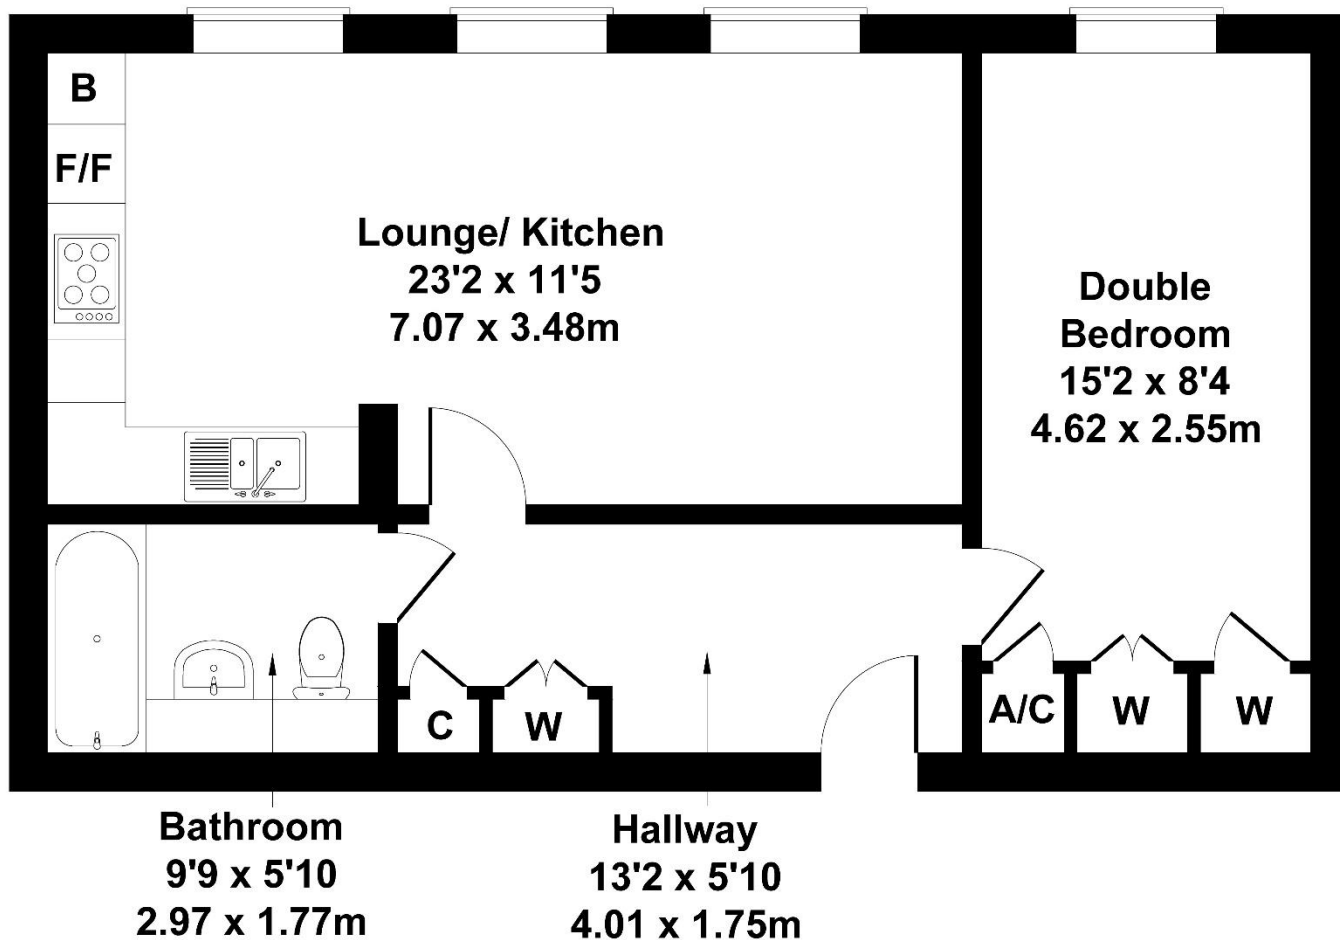 B
F/F
Lounge/ Kitchen
23'2 x 11'5
7.07 x 3.48m
Double
Bedroom
15'2 x 8'4
4.62 x 2.55m
C
W
A/C
W
W
Bathroom
9'9 x 5'10
2.97 x 1.77m
Hallway
13'2 x 5'10
4.01 x 1.75m